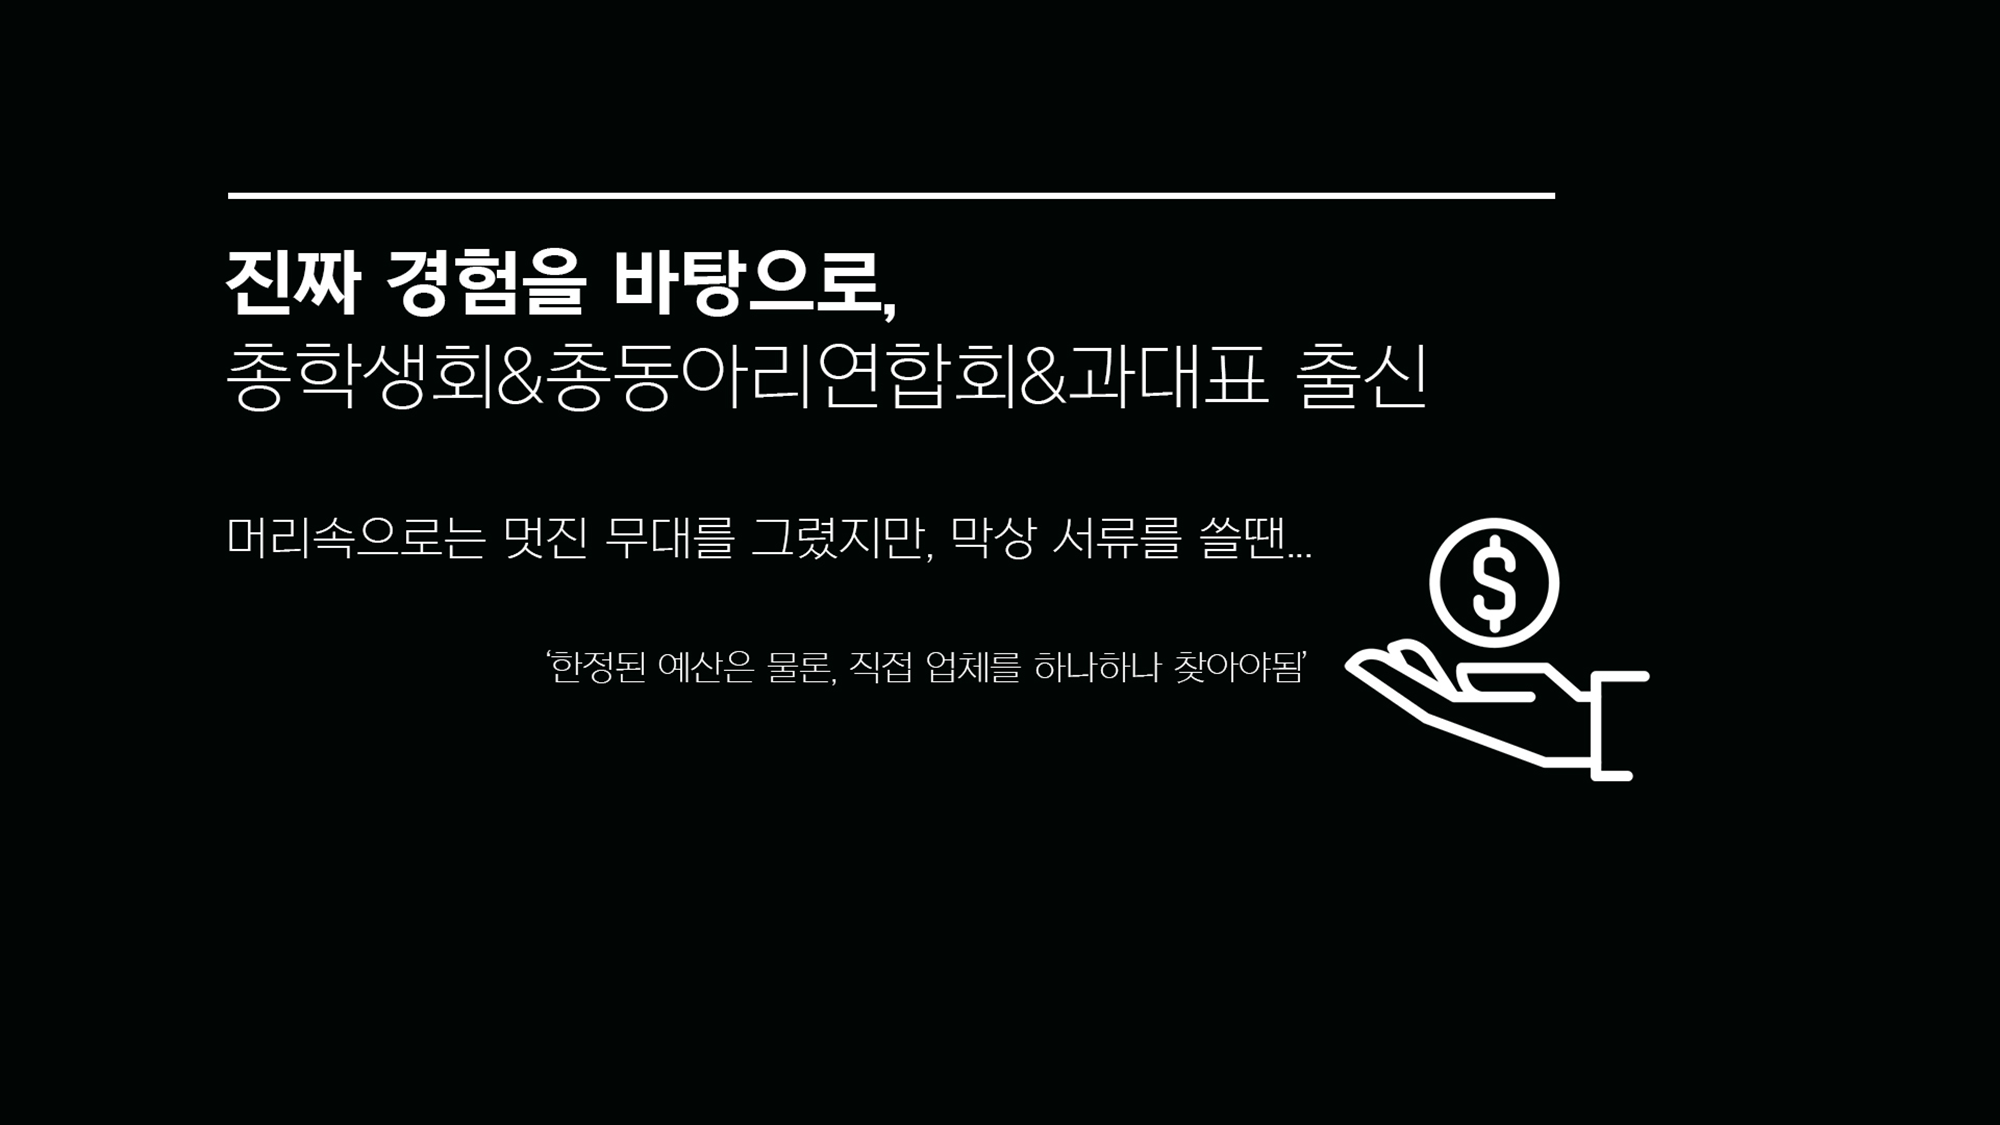 진짜 경험을 바탕으로,
총학생회&총동아리연합회&과대표 출신
머리속으로는 멋진 무대를 그렸지만, 막상 서류를 쓸땐...
‘한정된 예산은 물론, 직접 업체를 하나하나 찾아야됨’
$